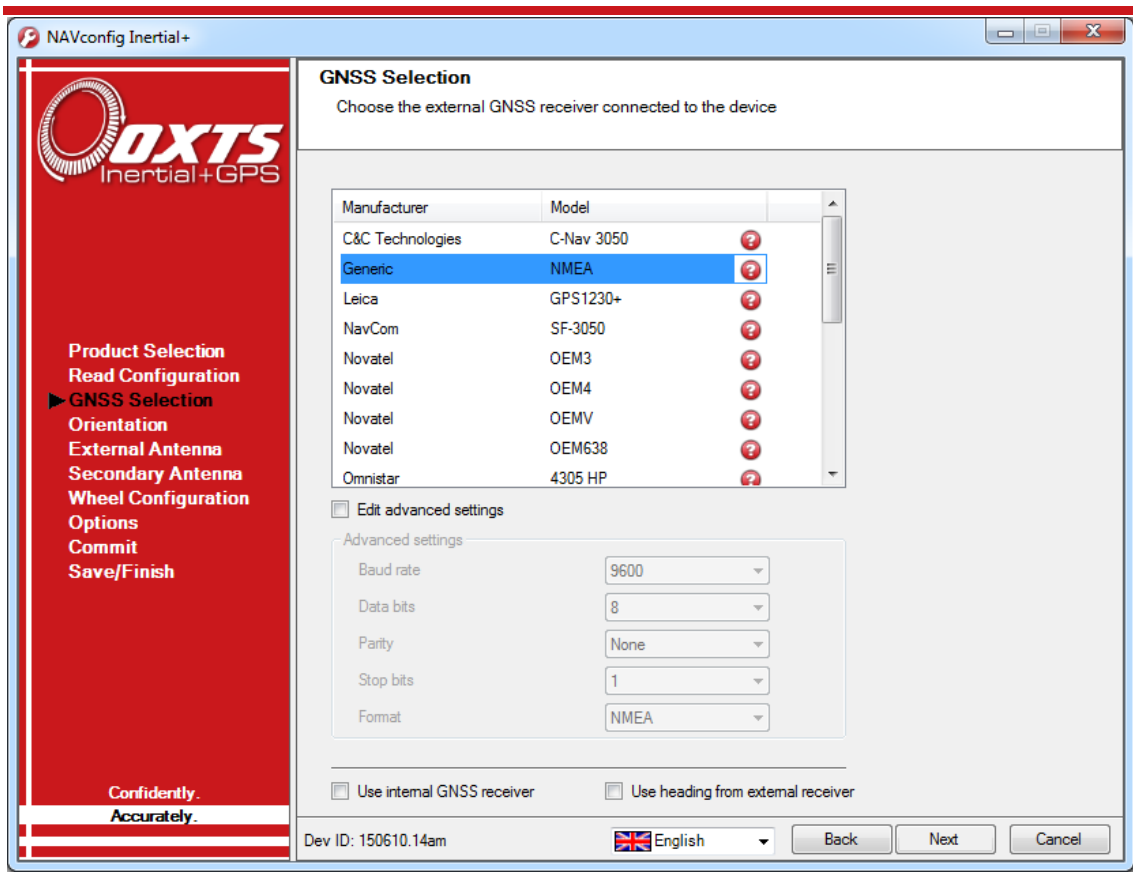 NAVconfig Inertial+
OXTS
Inertial+GPS
Product Selection
Read Configuration
GNSS Selection
Orientation
External Antenna
Secondary Antenna
Wheel Configuration
Options
Commit
Save/Finish
Confidently.
Accurately.
GNSS Selection
Choose the external GNSS receiver connected to the device
Manufacturer Model
C&C Technologies C-Nav 3050 ?
Generic NMEA ?
Leica GPS1230+ ?
NavCom SF-3050 ?
Novatel OEM3 ?
Novatel OEM4 ?
Novatel OEMV ?
Novatel OEM638 ?
Omnistar 4305 HP ?
Edit advanced settings
Advanced settings
Baud rate 9600
Data bits 8
Parity None
Stop bits 1
Format NMEA
Use internal GNSS receiver Use heading from external receiver
Dev ID: 150610.14am English Back Next Cancel